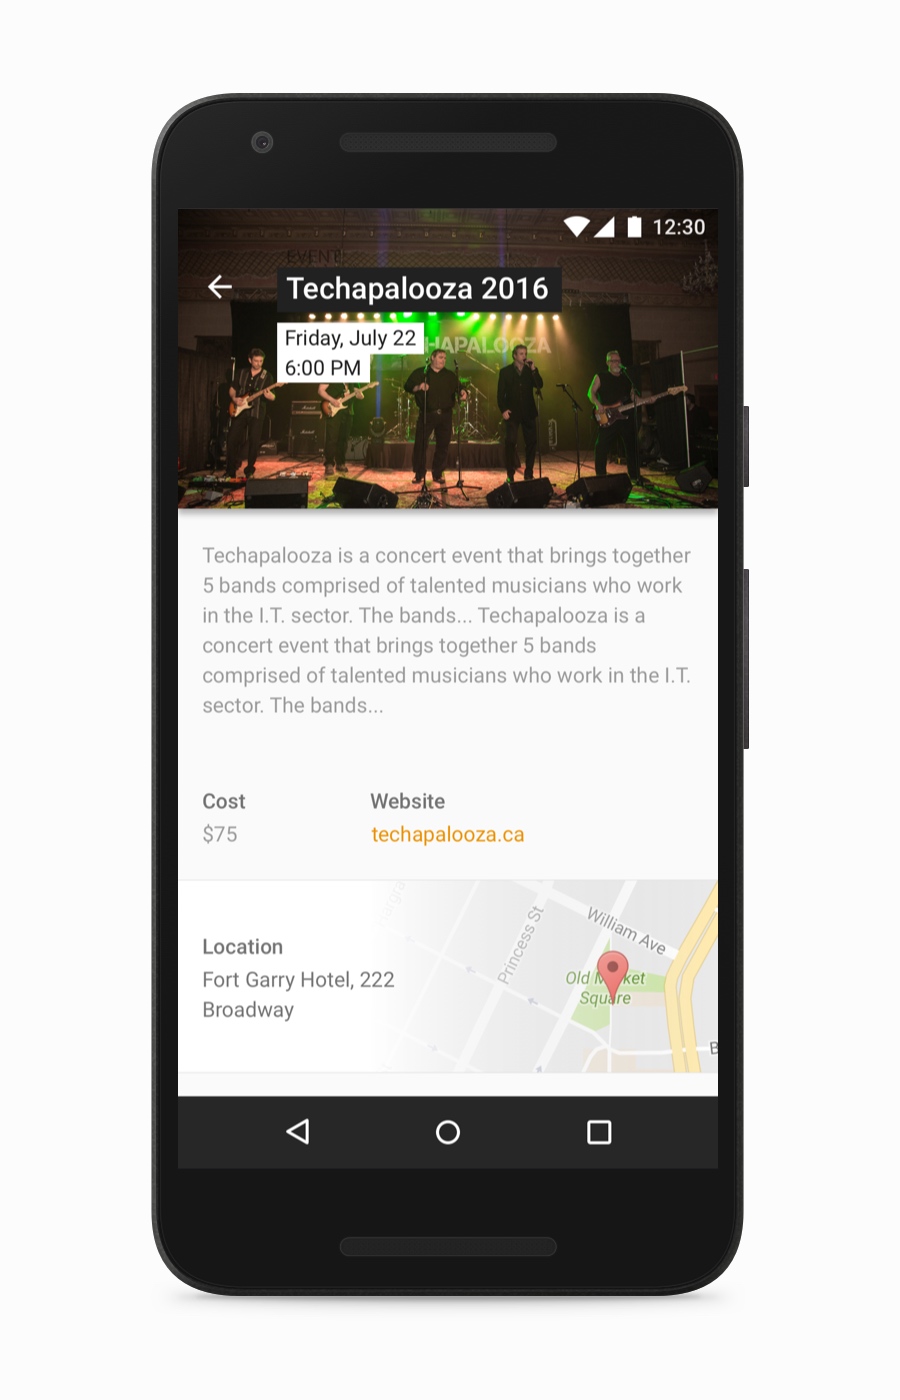 12:30
EVENT
Techapalooza 2016
Friday, July 22
6:00 PM
CHAPALOOZA
Techapalooza is a concert event that brings together
5 bands comprised of talented musicians who work
in the I.T. sector. The bands... Techapalooza is a
concert event that brings together 5 bands
comprised of talented musicians who work in the I.T.
sector. The bands...
Cost
Website
$75
techapalooza.ca
Location
Fort Garry Hotel, 222
Broadway
Princess St
William Ave
Old Market
Square